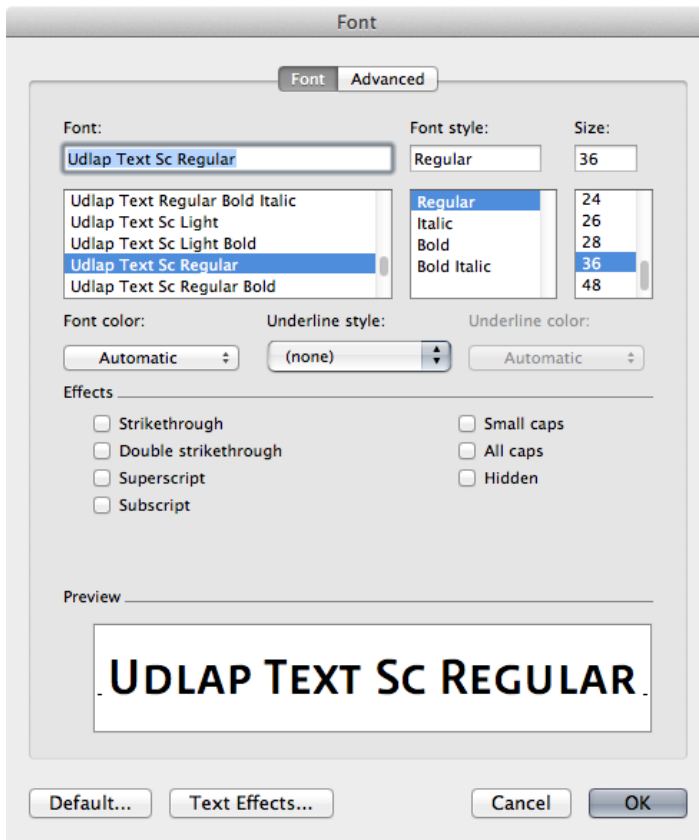 Font
Font Advanced
Font: Font style: Size:
Udlap Text Sc Regular Regular 36
Udlap Text Regular Bold Italic Regular 24
Udlap Text Sc Light Italic 26
Udlap Text Sc Light Bold Bold 28
Udlap Text Sc Regular Bold Italic 36
Udlap Text Sc Regular Bold 48
Font color: Underline style: Underline color:
Automatic (none) Automatic
Effects
Strikethrough Small caps
Double strikethrough All caps
Superscript Hidden
Subscript
Preview
Udlap Text Sc Regular
Default... Text Effects... Cancel OK